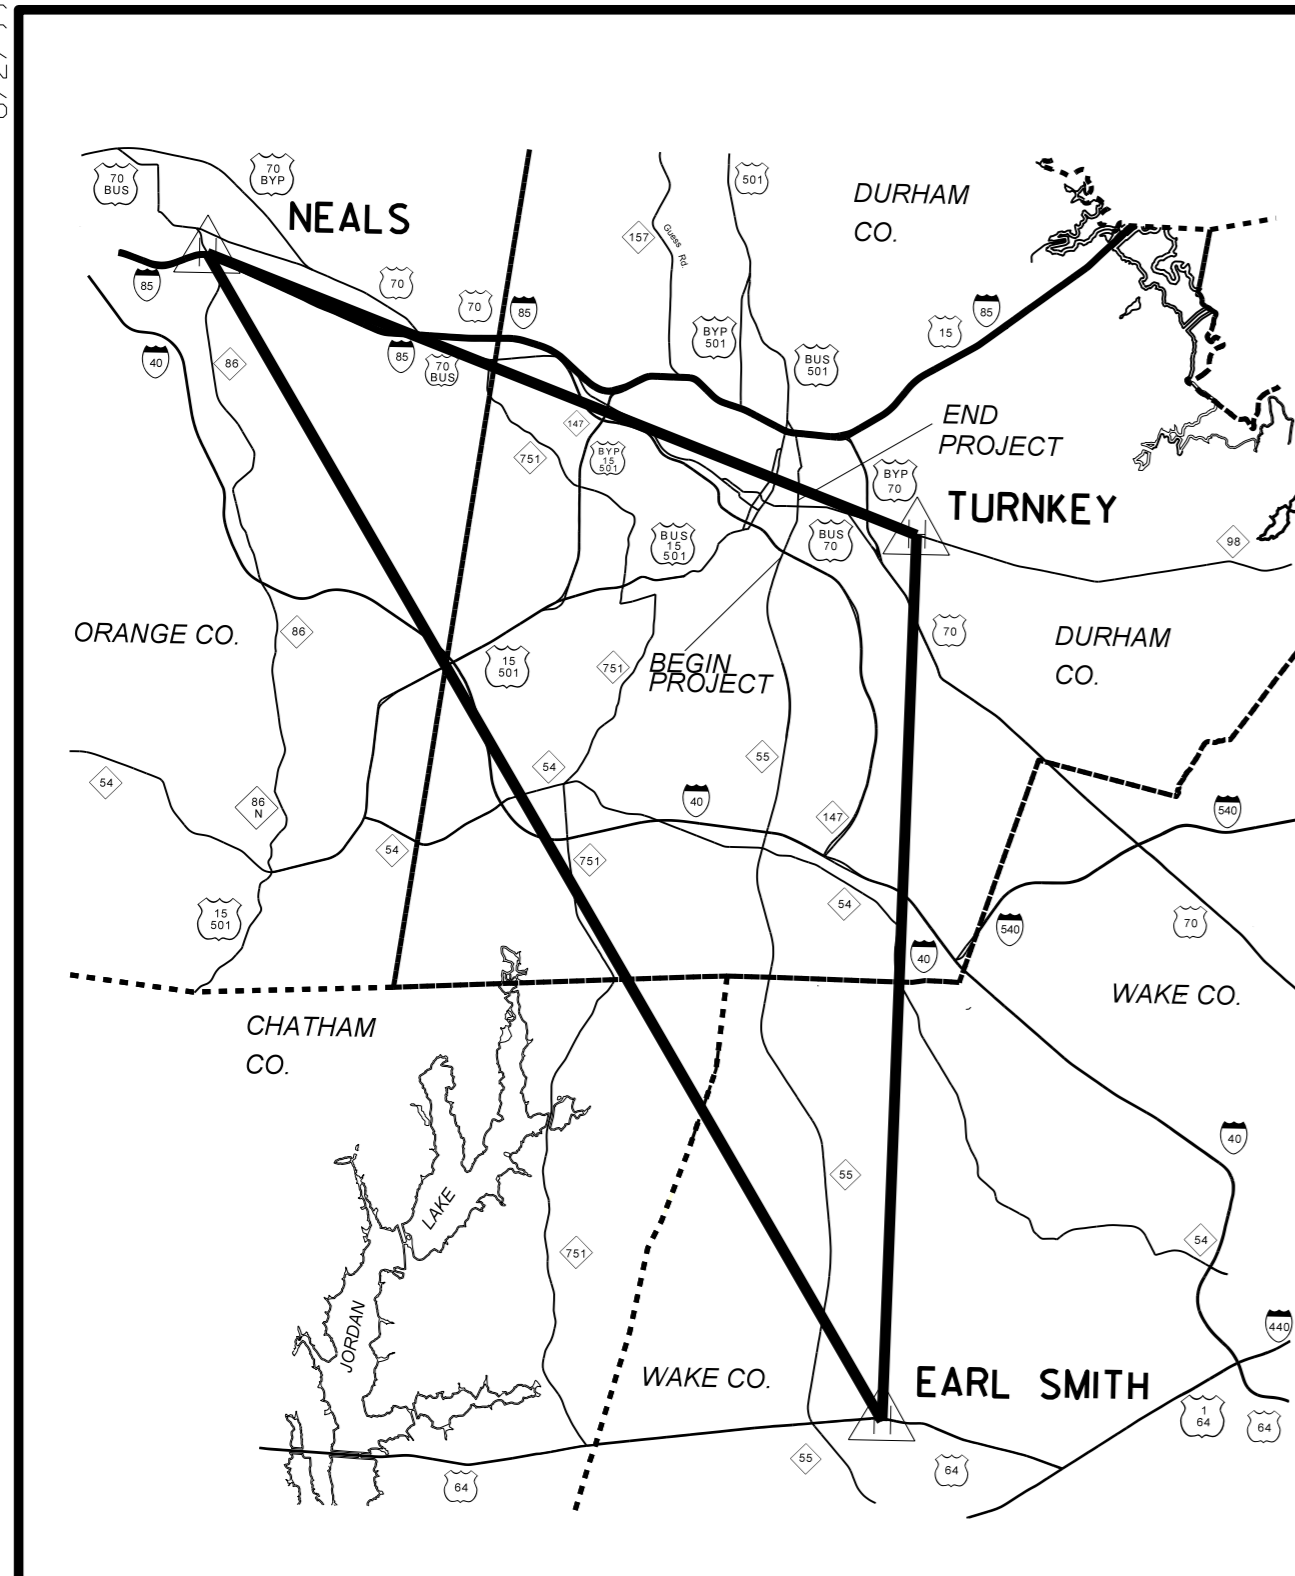 70
BUS
70
BYP
NEALS
501
DURHAM
CO.
157
Guess Rd.
85
70
70
85
BYP
501
15
85
40
86
85
70
BUS
BUS
501
END
PROJECT
147
751
BYP
15
501
BYP
70
TURNKEY
BUS
15
501
BUS
70
98
ORANGE CO.
86
70
DURHAM
CO.
15
501
751
BEGIN
PROJECT
54
86
N
54
55
40
147
540
54
751
54
15
501
540
70
40
WAKE CO.
CHATHAM
CO.
40
55
LAKE
751
54
JORDAN
440
WAKE CO.
EARL SMITH
1
64
64
55
64
64